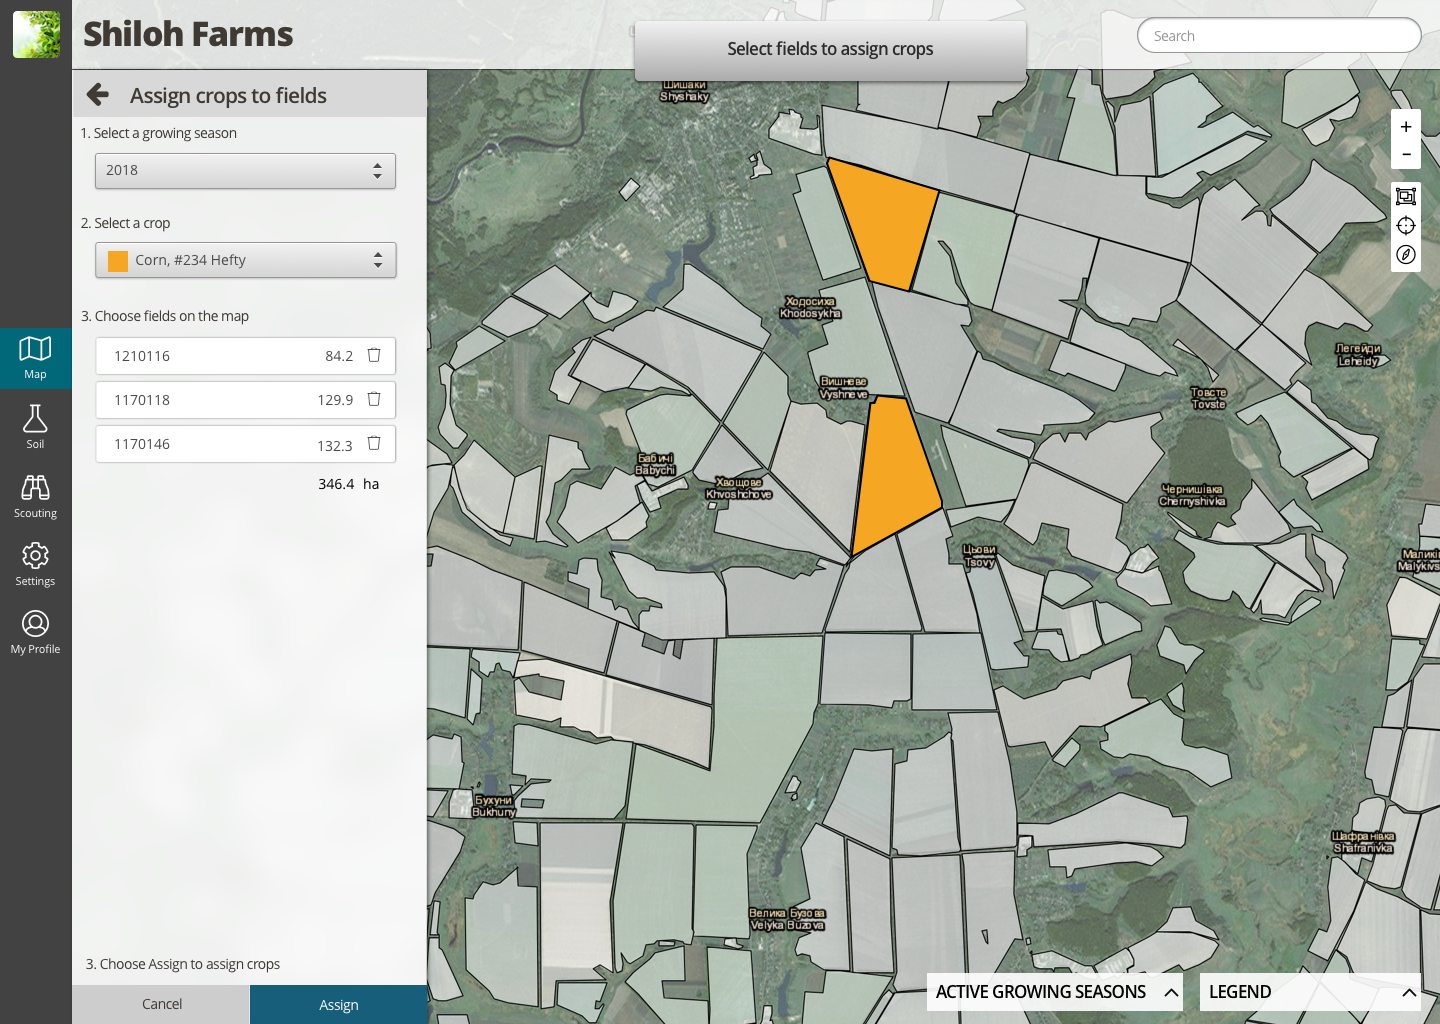 Shiloh Farms
Select fields to assign crops
Search
Assign crops to fields
1. Select a growing season
2018
2. Select a crop
Corn, #234 Hefty
3. Choose fields on the map
1210116 84.2
1170118 129.9
1170146 132.3
346.4 ha
3. Choose Assign to assign crops
Cancel
Assign
Map
Soil
Scouting
Settings
My Profile
Шишаки
Shyshaky
Ходосиха
Khodosykha
Вишневе
Vyshneve
Легейди
Leheidy
Товсте
Tovste
Бабичі
Babychi
Хвощове
Khvoshchove
Чернишівка
Chernyshivka
Цьови
Tsovy
Малики
Malykivs
Бухуни
Bukhuny
Шафранівка
Shafranivka
Велика Бузова
Velyka Buzova
+
−
ACTIVE GROWING SEASONS
LEGEND